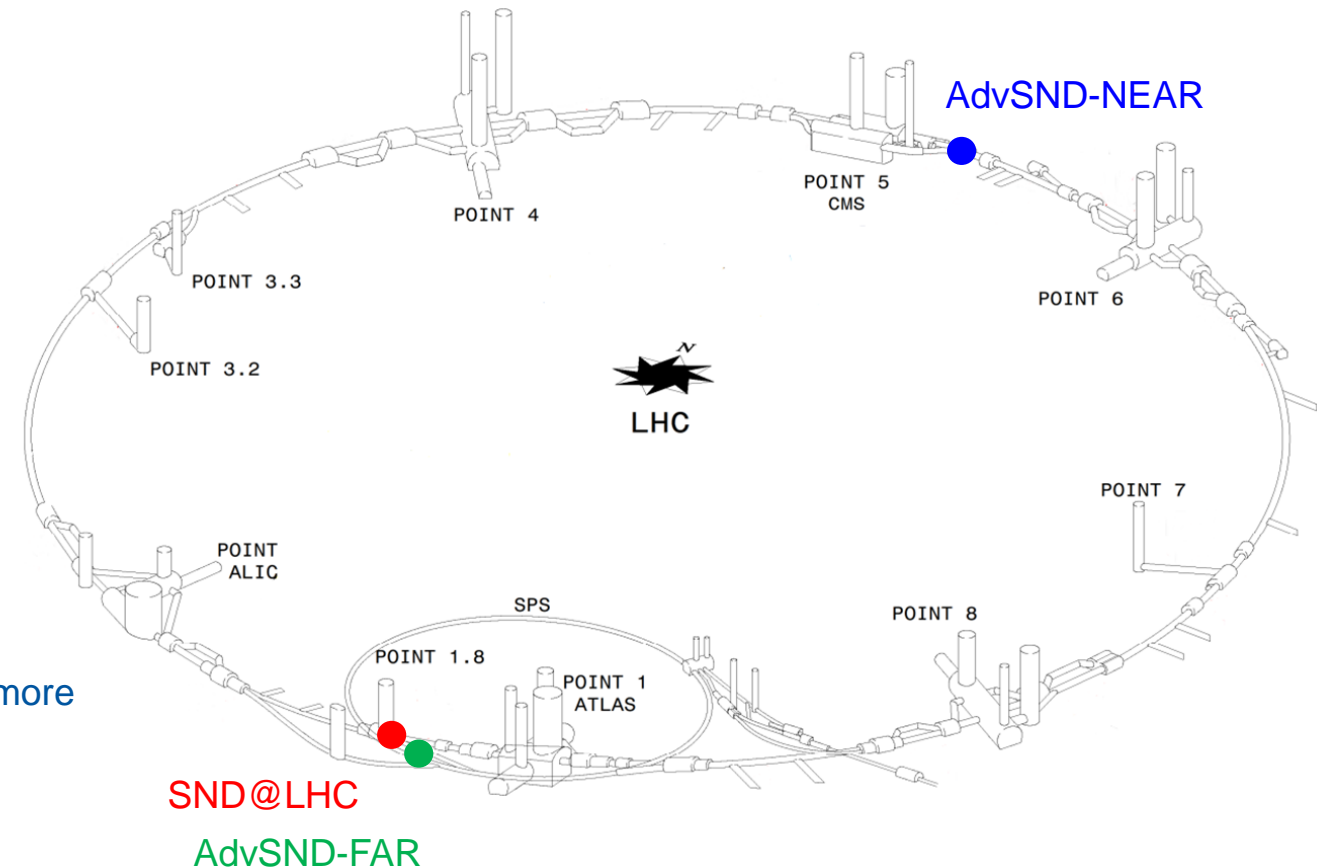 AdvSND-NEAR
POINT 5
CMS
POINT 4
POINT 3.3
POINT 6
POINT 3.2
N
LHC
POINT 7
POINT
ALIC
SPS
POINT 8
POINT 1.8
POINT 1
ATLAS
more
SND@LHC
AdvSND-FAR